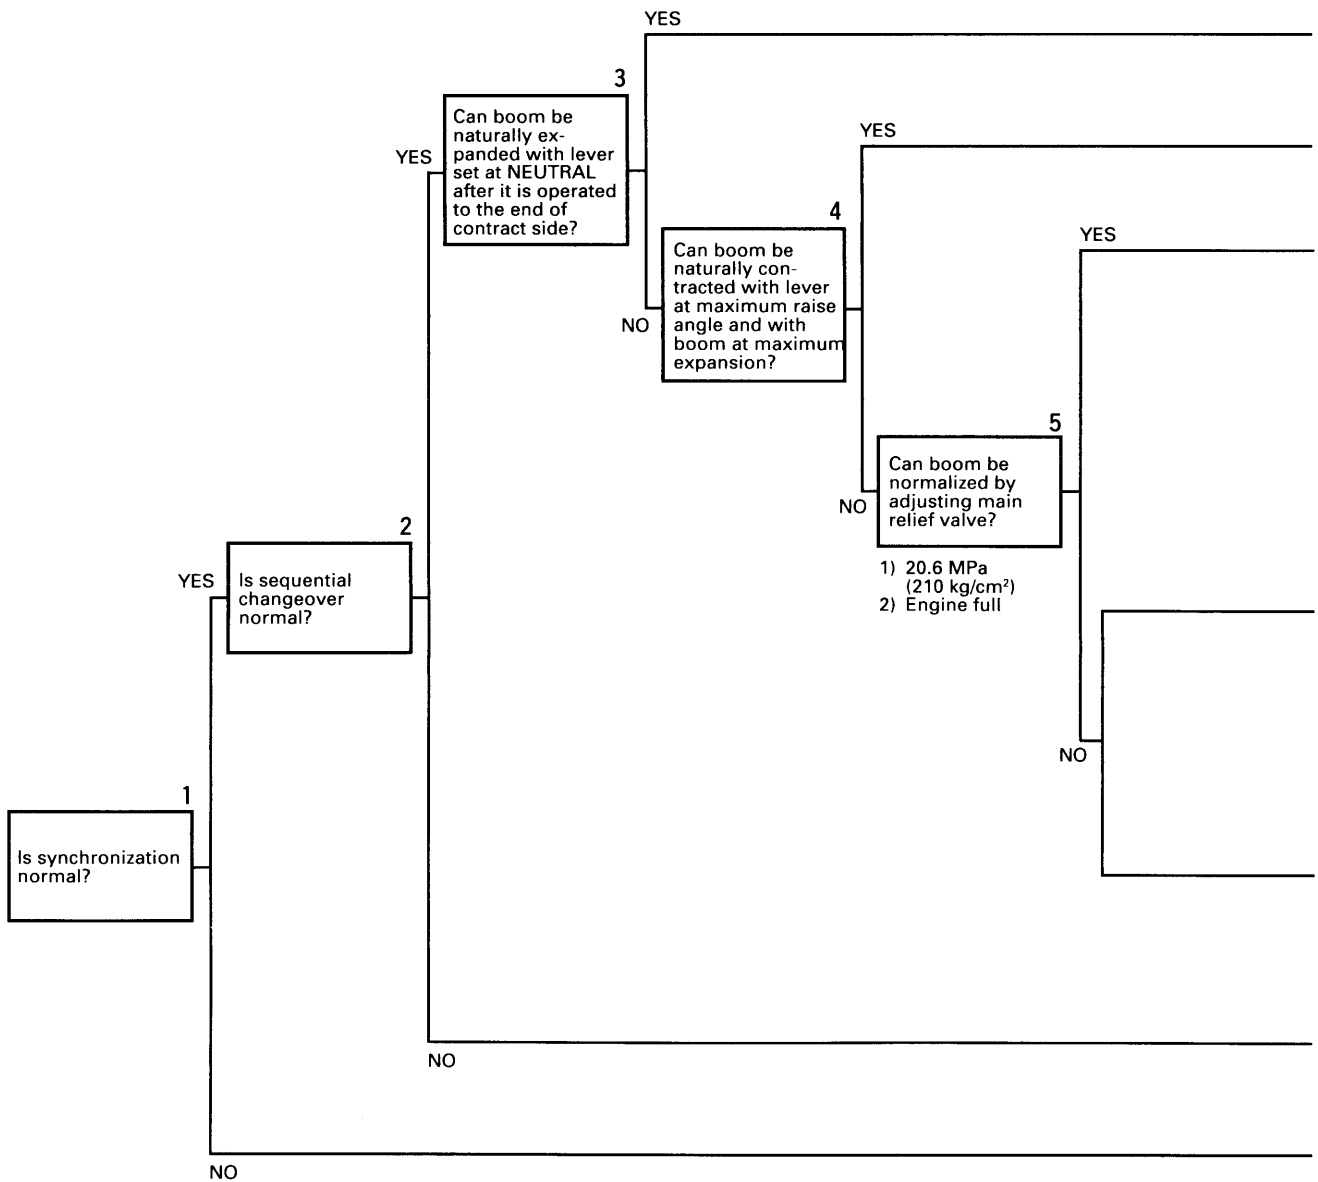 YES
3
Can boom be
naturally ex-
panded with lever
set at NEUTRAL
after it is operated
to the end of
contract side?
YES
YES
4
Can boom be
naturally con-
tracted with lever
at maximum raise
angle and with
boom at maximum
expansion?
NO
YES
5
Can boom be
normalized by
adjusting main
relief valve?
NO
1) 20.6 MPa
(210 kg/cm²)
2) Engine full
2
YES
Is sequential
changeover
normal?
NO
1
Is synchronization
normal?
NO
NO